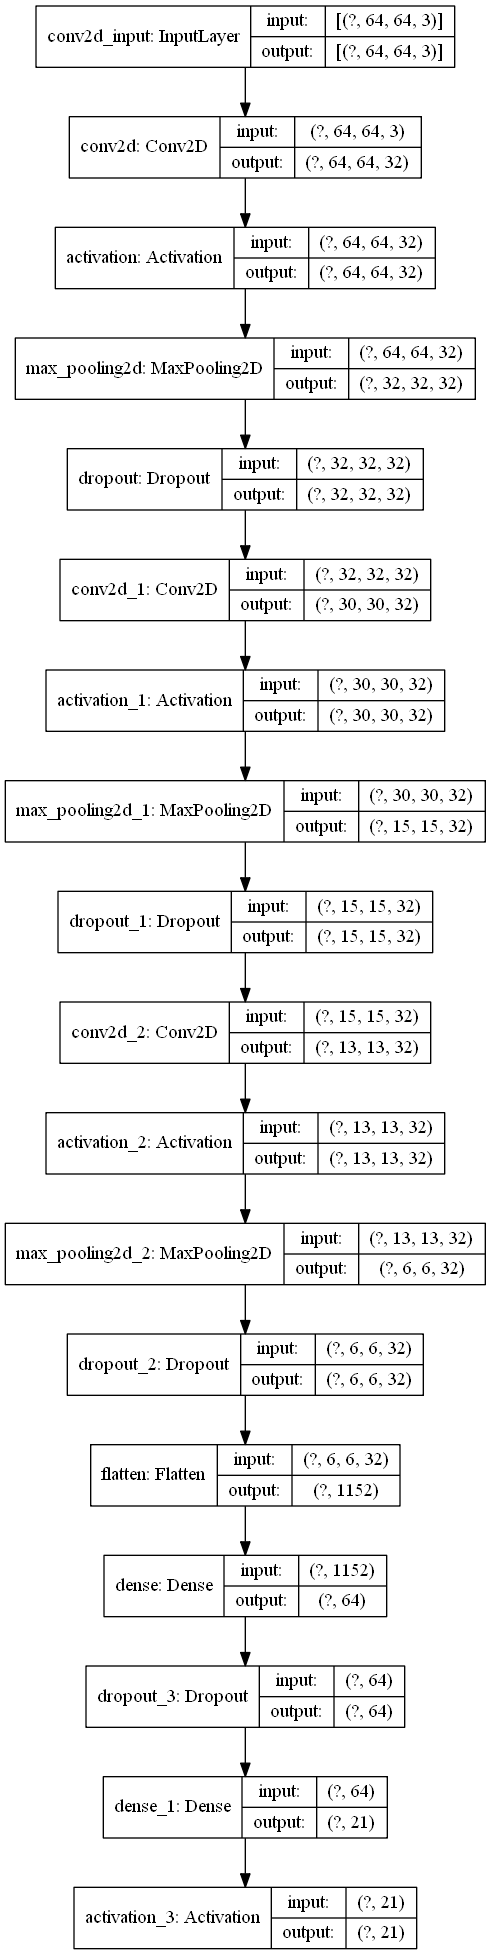 conv2d_input: InputLayer
input: [(?, 64, 64, 3)]
output: [(?, 64, 64, 3)]
conv2d: Conv2D
input: (?, 64, 64, 3)
output: (?, 64, 64, 32)
activation: Activation
input: (?, 64, 64, 32)
output: (?, 64, 64, 32)
max_pooling2d: MaxPooling2D
input: (?, 64, 64, 32)
output: (?, 32, 32, 32)
dropout: Dropout
input: (?, 32, 32, 32)
output: (?, 32, 32, 32)
conv2d_1: Conv2D
input: (?, 32, 32, 32)
output: (?, 30, 30, 32)
activation_1: Activation
input: (?, 30, 30, 32)
output: (?, 30, 30, 32)
max_pooling2d_1: MaxPooling2D
input: (?, 30, 30, 32)
output: (?, 15, 15, 32)
dropout_1: Dropout
input: (?, 15, 15, 32)
output: (?, 15, 15, 32)
conv2d_2: Conv2D
input: (?, 15, 15, 32)
output: (?, 13, 13, 32)
activation_2: Activation
input: (?, 13, 13, 32)
output: (?, 13, 13, 32)
max_pooling2d_2: MaxPooling2D
input: (?, 13, 13, 32)
output: (?, 6, 6, 32)
dropout_2: Dropout
input: (?, 6, 6, 32)
output: (?, 6, 6, 32)
flatten: Flatten
input: (?, 6, 6, 32)
output: (?, 1152)
dense: Dense
input: (?, 1152)
output: (?, 64)
dropout_3: Dropout
input: (?, 64)
output: (?, 64)
dense_1: Dense
input: (?, 64)
output: (?, 21)
activation_3: Activation
input: (?, 21)
output: (?, 21)